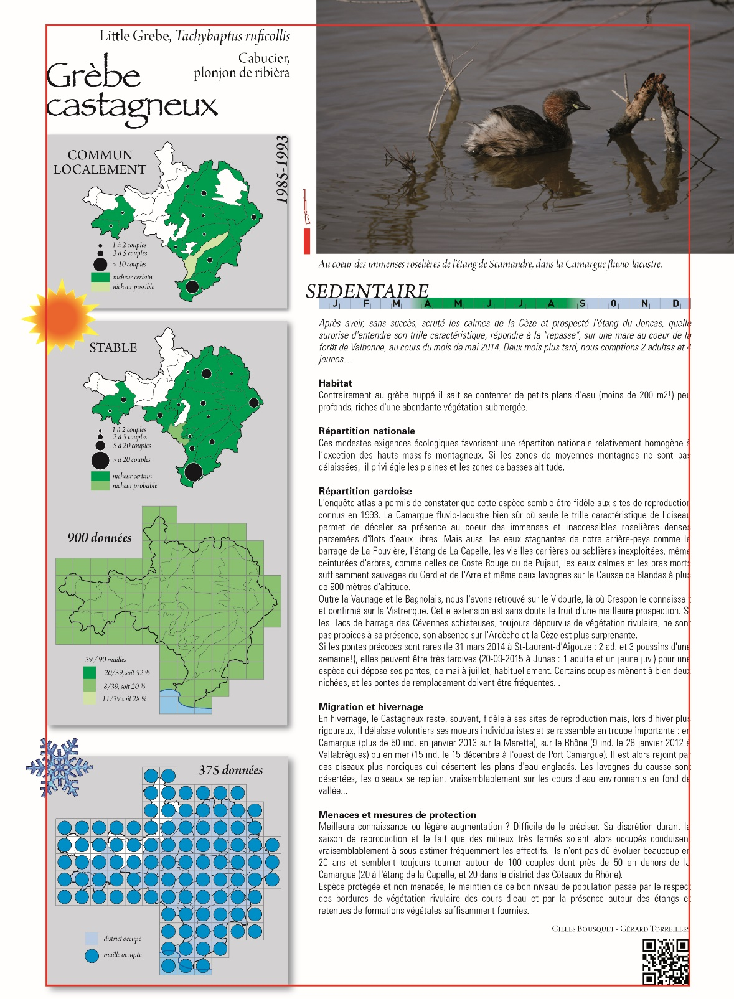 Little Grebe, Tachybaptus ruficollis
Cabucier,
plonjon de ribièra
Grèbe
castagneux
1985-1993
COMMUN
LOCALEMENT
1 à 2 couples
3 à 5 couples
> 10 couples
nicheur certain
nicheur possible
STABLE
1 à 2 couples
2 à 5 couples
5 à 20 couples
> à 20 couples
nicheur certain
nicheur probable
900 données
39 / 90 mailles
20/39, soit 52 %
8/39, soit 20 %
11/39 soit 28 %
375 données
district occupé
maille occupée
Au coeur des immenses roselières de l'étang de Scamandre, dans la Camargue fluvio-lacustre.
SEDENTAIRE
J F M A M J J A S O N D
Après avoir, sans succès, scruté les calmes de la Cèze et prospecté l'étang du Joncas, quelle
surprise d'entendre son trille caractéristique, répondre à la "repasse", sur une mare au coeur de la
forêt de Valbonne, au cours du mois de mai 2014. Deux mois plus tard, nous comptions 2 adultes et 4
jeunes…
Habitat
Contrairement au grèbe huppé il sait se contenter de petits plans d'eau (moins de 200 m2!) peu
profonds, riches d'une abondante végétation submergée.
Répartition nationale
Ces modestes exigences écologiques favorisent une répartiton nationale relativement homogène à
l'excetion des hauts massifs montagneux. Si les zones de moyennes montagnes ne sont pas
délaissées, il privilégie les plaines et les zones de basses altitude.
Répartition gardoise
L'enquête atlas a permis de constater que cette espèce semble être fidèle aux sites de reproduction
connus en 1993. La Camargue fluvio-lacustre bien sûr où seule le trille caractéristique de l'oiseau
permet de déceler sa présence au coeur des immenses et inaccessibles roselières denses
parsemées d'îlots d'eaux libres. Mais aussi les eaux stagnantes de notre arrière-pays comme le
barrage de La Rouvière, l'étang de La Capelle, les vieilles carrières ou sablières inexploitées, même
ceinturées d'arbres, comme celles de Coste Rouge ou de Pujaut, les eaux calmes et les bras morts
suffisamment sauvages du Gard et de l'Arre et même deux lavognes sur le Causse de Blandas à plus
de 900 mètres d'altitude.
Outre la Vaunage et le Bagnolais, nous l'avons retrouvé sur le Vidourle, là où Crespon le connaissait
et confirmé sur la Vistrenque. Cette extension est sans doute le fruit d'une meilleure prospection. Si
les lacs de barrage des Cévennes schisteuses, toujours dépourvus de végétation rivulaire, ne sont
pas propices à sa présence, son absence sur l'Ardèche et la Cèze est plus surprenante.
Si les pontes précoces sont rares (le 31 mars 2014 à St-Laurent-d'Aigouze : 2 ad. et 3 poussins d'une
semaine!), elles peuvent être très tardives (20-09-2015 à Junas : 1 adulte et un jeune juv.) pour une
espèce qui dépose ses pontes, de mai à juillet, habituellement. Certains couples mènent à bien deux
nichées, et les pontes de remplacement doivent être fréquentes...
Migration et hivernage
En hivernage, le Castagneux reste, souvent, fidèle à ses sites de reproduction mais, lors d'hiver plus
rigoureux, il délaisse volontiers ses moeurs individualistes et se rassemble en troupe importante : en
Camargue (plus de 50 ind. en janvier 2013 sur la Marette), sur le Rhône (9 ind. le 28 janvier 2012 à
Vallabrègues) ou en mer (15 ind. le 15 décembre à l'ouest de Port Camargue). Il est alors rejoint par
des oiseaux plus nordiques qui désertent les plans d'eau englacés. Les lavognes du causse sont
désertées, les oiseaux se repliant vraisemblablement sur les cours d'eau environnants en fond de
vallée...
Menaces et mesures de protection
Meilleure connaissance ou lègère augmentation ? Difficile de le préciser. Sa discrétion durant la
saison de reproduction et le fait que des milieux très fermés soient alors occupés conduisent
vraisemblablement à sous estimer fréquemment les effectifs. Ils n'ont pas dû évoluer beaucoup en
20 ans et semblent toujours tourner autour de 100 couples dont près de 50 en dehors de la
Camargue (20 à l'étang de la Capelle, et 20 dans le district des Côteaux du Rhône).
Espèce protégée et non menacée, le maintien de ce bon niveau de population passe par le respect
des bordures de végétation rivulaire des cours d'eau et par la présence autour des étangs et
retenues de formations végétales suffisamment fournies.
GILLES BOUSQUET - GÉRARD TORREILLES